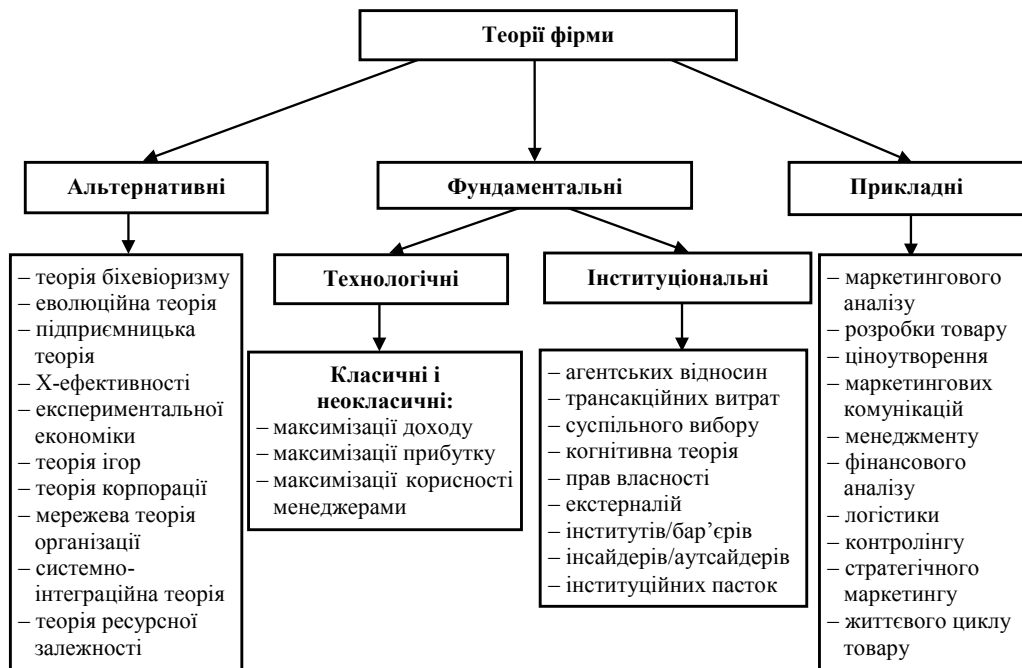 Теорії фірми
Альтернативні
Фундаментальні
Прикладні
– теорія біхевіоризму
– еволюційна теорія
– підприємницька
теорія
– Х-ефективності
– експериментальної
економіки
– теорія ігор
– теорія корпорації
– мережева теорія
організації
– системно-
інтеграційна теорія
– теорія ресурсної
залежності
Технологічні
Класичні і
неокласичні:
– максимізації доходу
– максимізації прибутку
– максимізації корисності
менеджерами
Інституціональні
– агентських відносин
– трансакційних витрат
– суспільного вибору
– когнітивна теорія
– прав власності
– екстерналій
– інститутів/бар’єрів
– інсайдерів/аутсайдерів
– інституційних пасток
– маркетингового
аналізу
– розробки товару
– ціноутворення
– маркетингових
комунікацій
– менеджменту
– фінансового
аналізу
– логістики
– контролінгу
– стратегічного
маркетингу
– життєвого циклу
товару